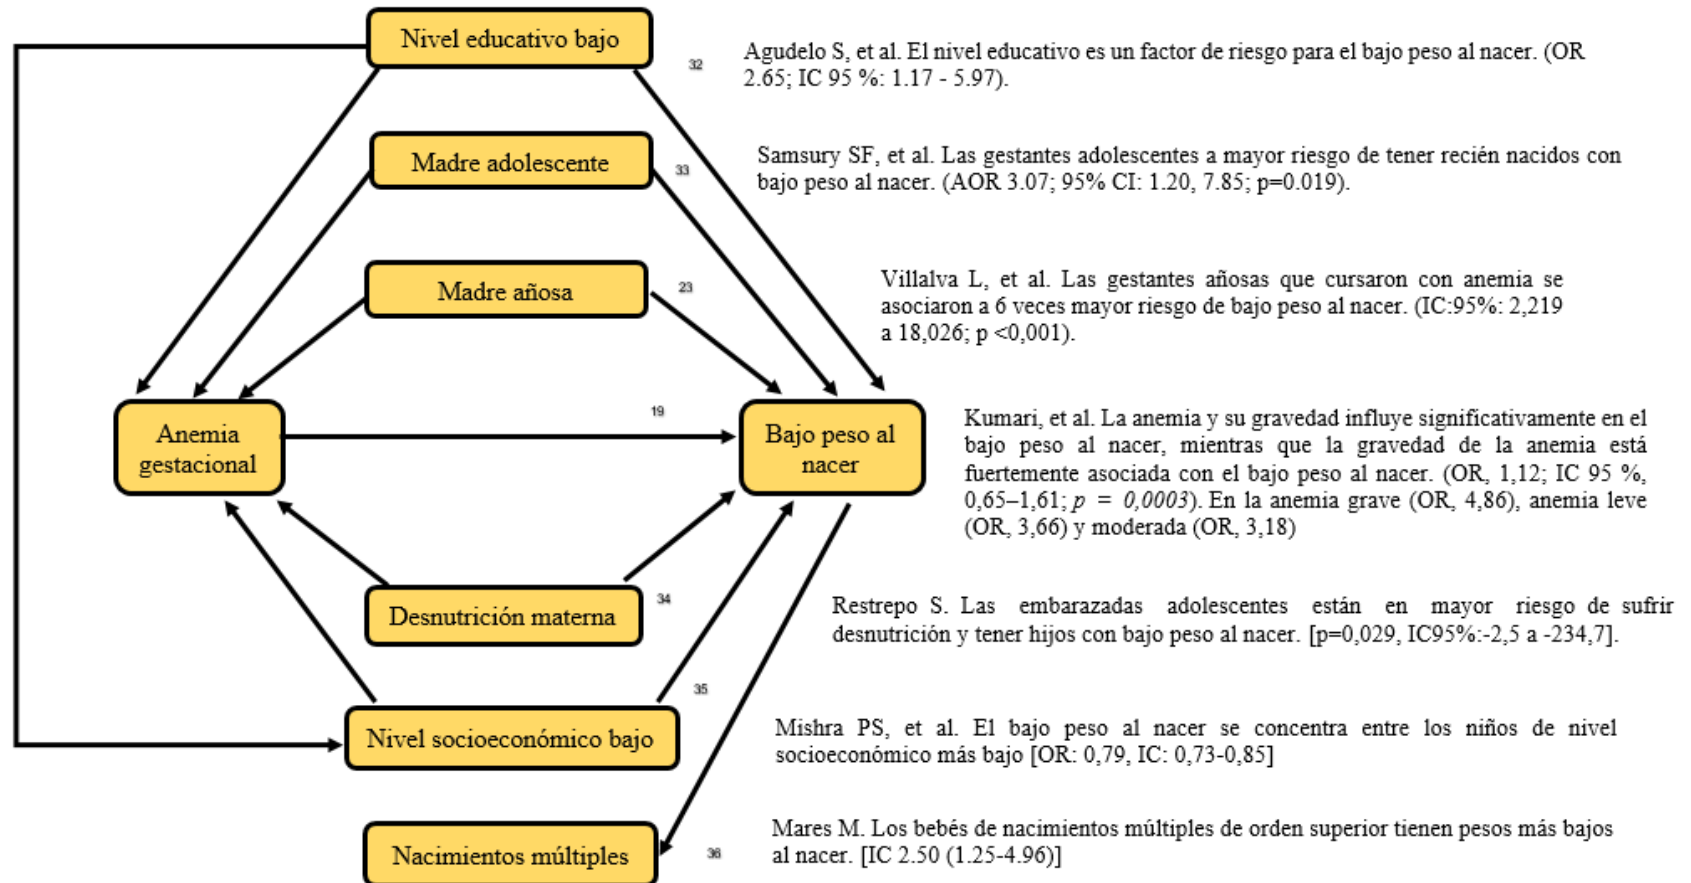 Nivel educativo bajo
32
Agudelo S, et al. El nivel educativo es un factor de riesgo para el bajo peso al nacer. (OR
2.65; IC 95 %: 1.17 - 5.97).
Madre adolescente
33
Samsury SF, et al. Las gestantes adolescentes a mayor riesgo de tener recién nacidos con
bajo peso al nacer. (AOR 3.07; 95% CI: 1.20, 7.85; p=0.019).
Madre añosa
23
Villalva L, et al. Las gestantes añosas que cursaron con anemia se
asociaron a 6 veces mayor riesgo de bajo peso al nacer. (IC:95%: 2,219
a 18,026; p <0,001).
Anemia
gestacional
19
Bajo peso al
nacer
Kumari, et al. La anemia y su gravedad influye significativamente en el
bajo peso al nacer, mientras que la gravedad de la anemia está
fuertemente asociada con el bajo peso al nacer. (OR, 1,12; IC 95 %,
0,65–1,61; p = 0,0003). En la anemia grave (OR, 4,86), anemia leve
(OR, 3,66) y moderada (OR, 3,18)
Desnutrición materna
34
Restrepo S. Las embarazadas adolescentes están en mayor riesgo de sufrir
desnutrición y tener hijos con bajo peso al nacer. [p=0,029, IC95%:-2,5 a -234,7].
Nivel socioeconómico bajo
35
Mishra PS, et al. El bajo peso al nacer se concentra entre los niños de nivel
socioeconómico más bajo [OR: 0,79, IC: 0,73-0,85]
Nacimientos múltiples
36
Mares M. Los bebés de nacimientos múltiples de orden superior tienen pesos más bajos
al nacer. [IC 2.50 (1.25-4.96)]